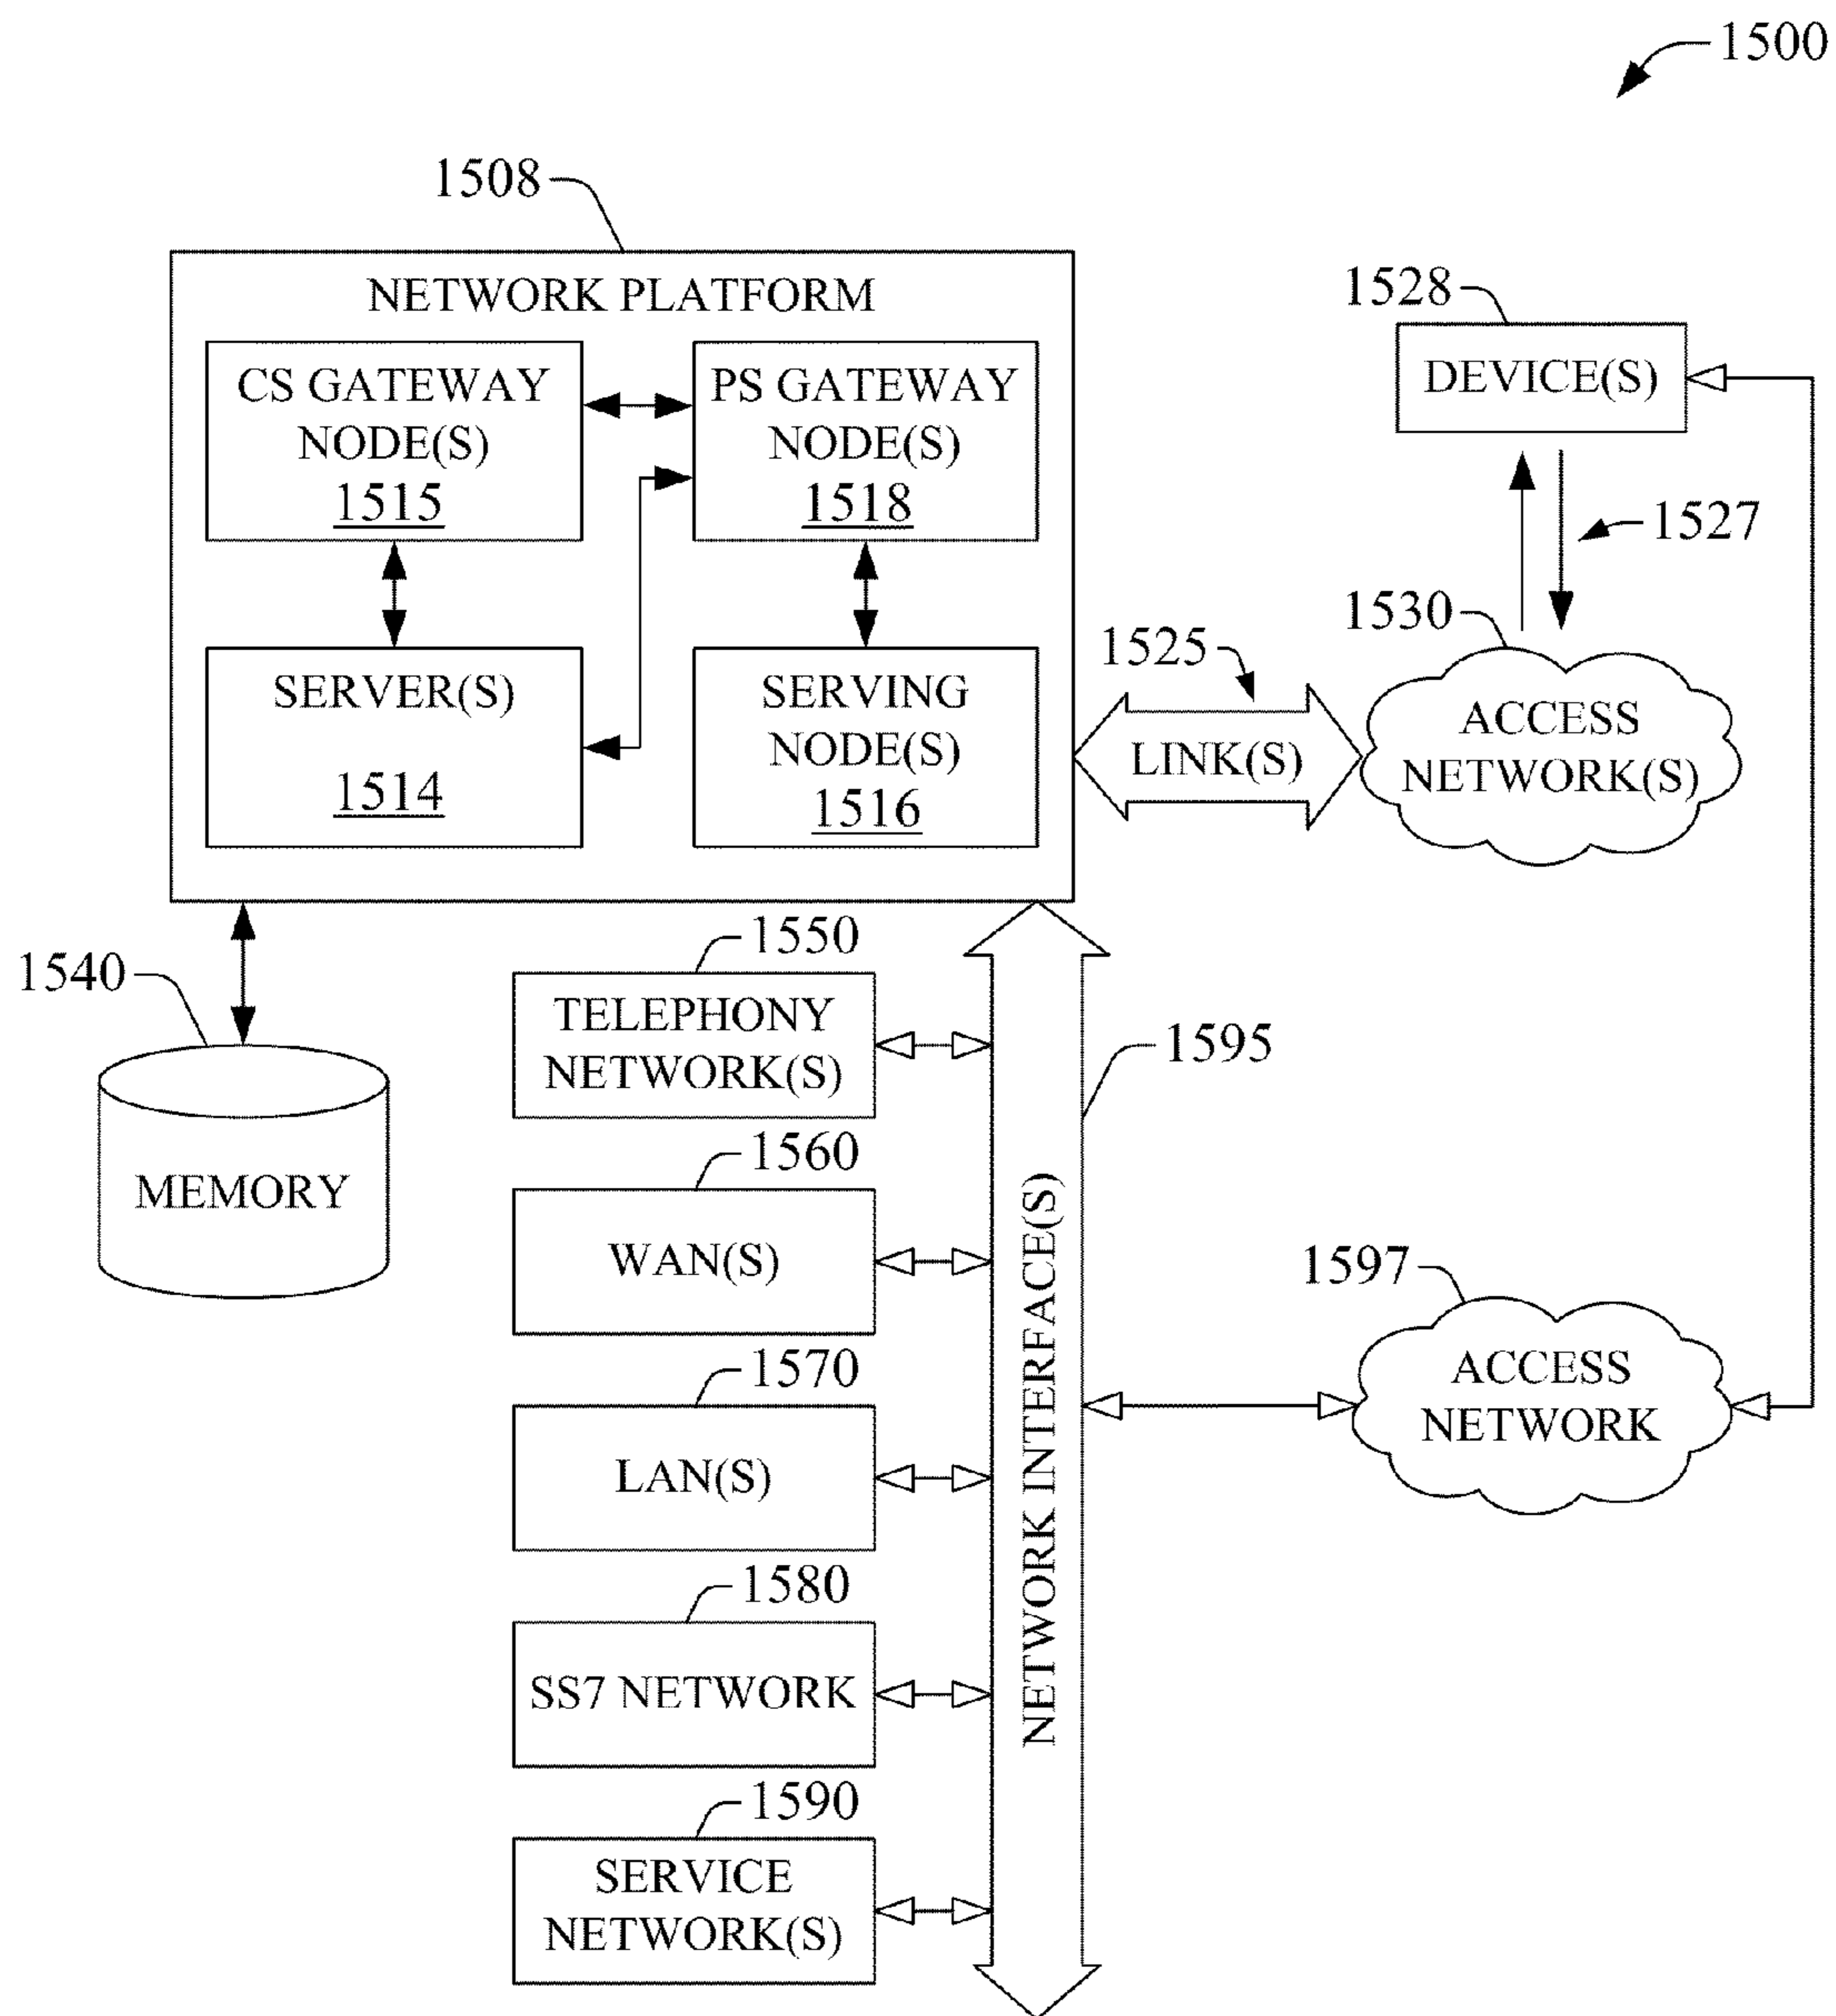 1500
1508
NETWORK PLATFORM
CS GATEWAY
NODE(S)
1515
PS GATEWAY
NODE(S)
1518
SERVER(S)
1514
SERVING
NODE(S)
1516
1528
DEVICE(S)
1527
1530
ACCESS
NETWORK(S)
1525
LINK(S)
1540
MEMORY
1550
TELEPHONY
NETWORK(S)
1560
WAN(S)
1570
LAN(S)
1580
SS7 NETWORK
1590
SERVICE
NETWORK(S)
NETWORK INTERFACE(S)
1595
1597
ACCESS
NETWORK